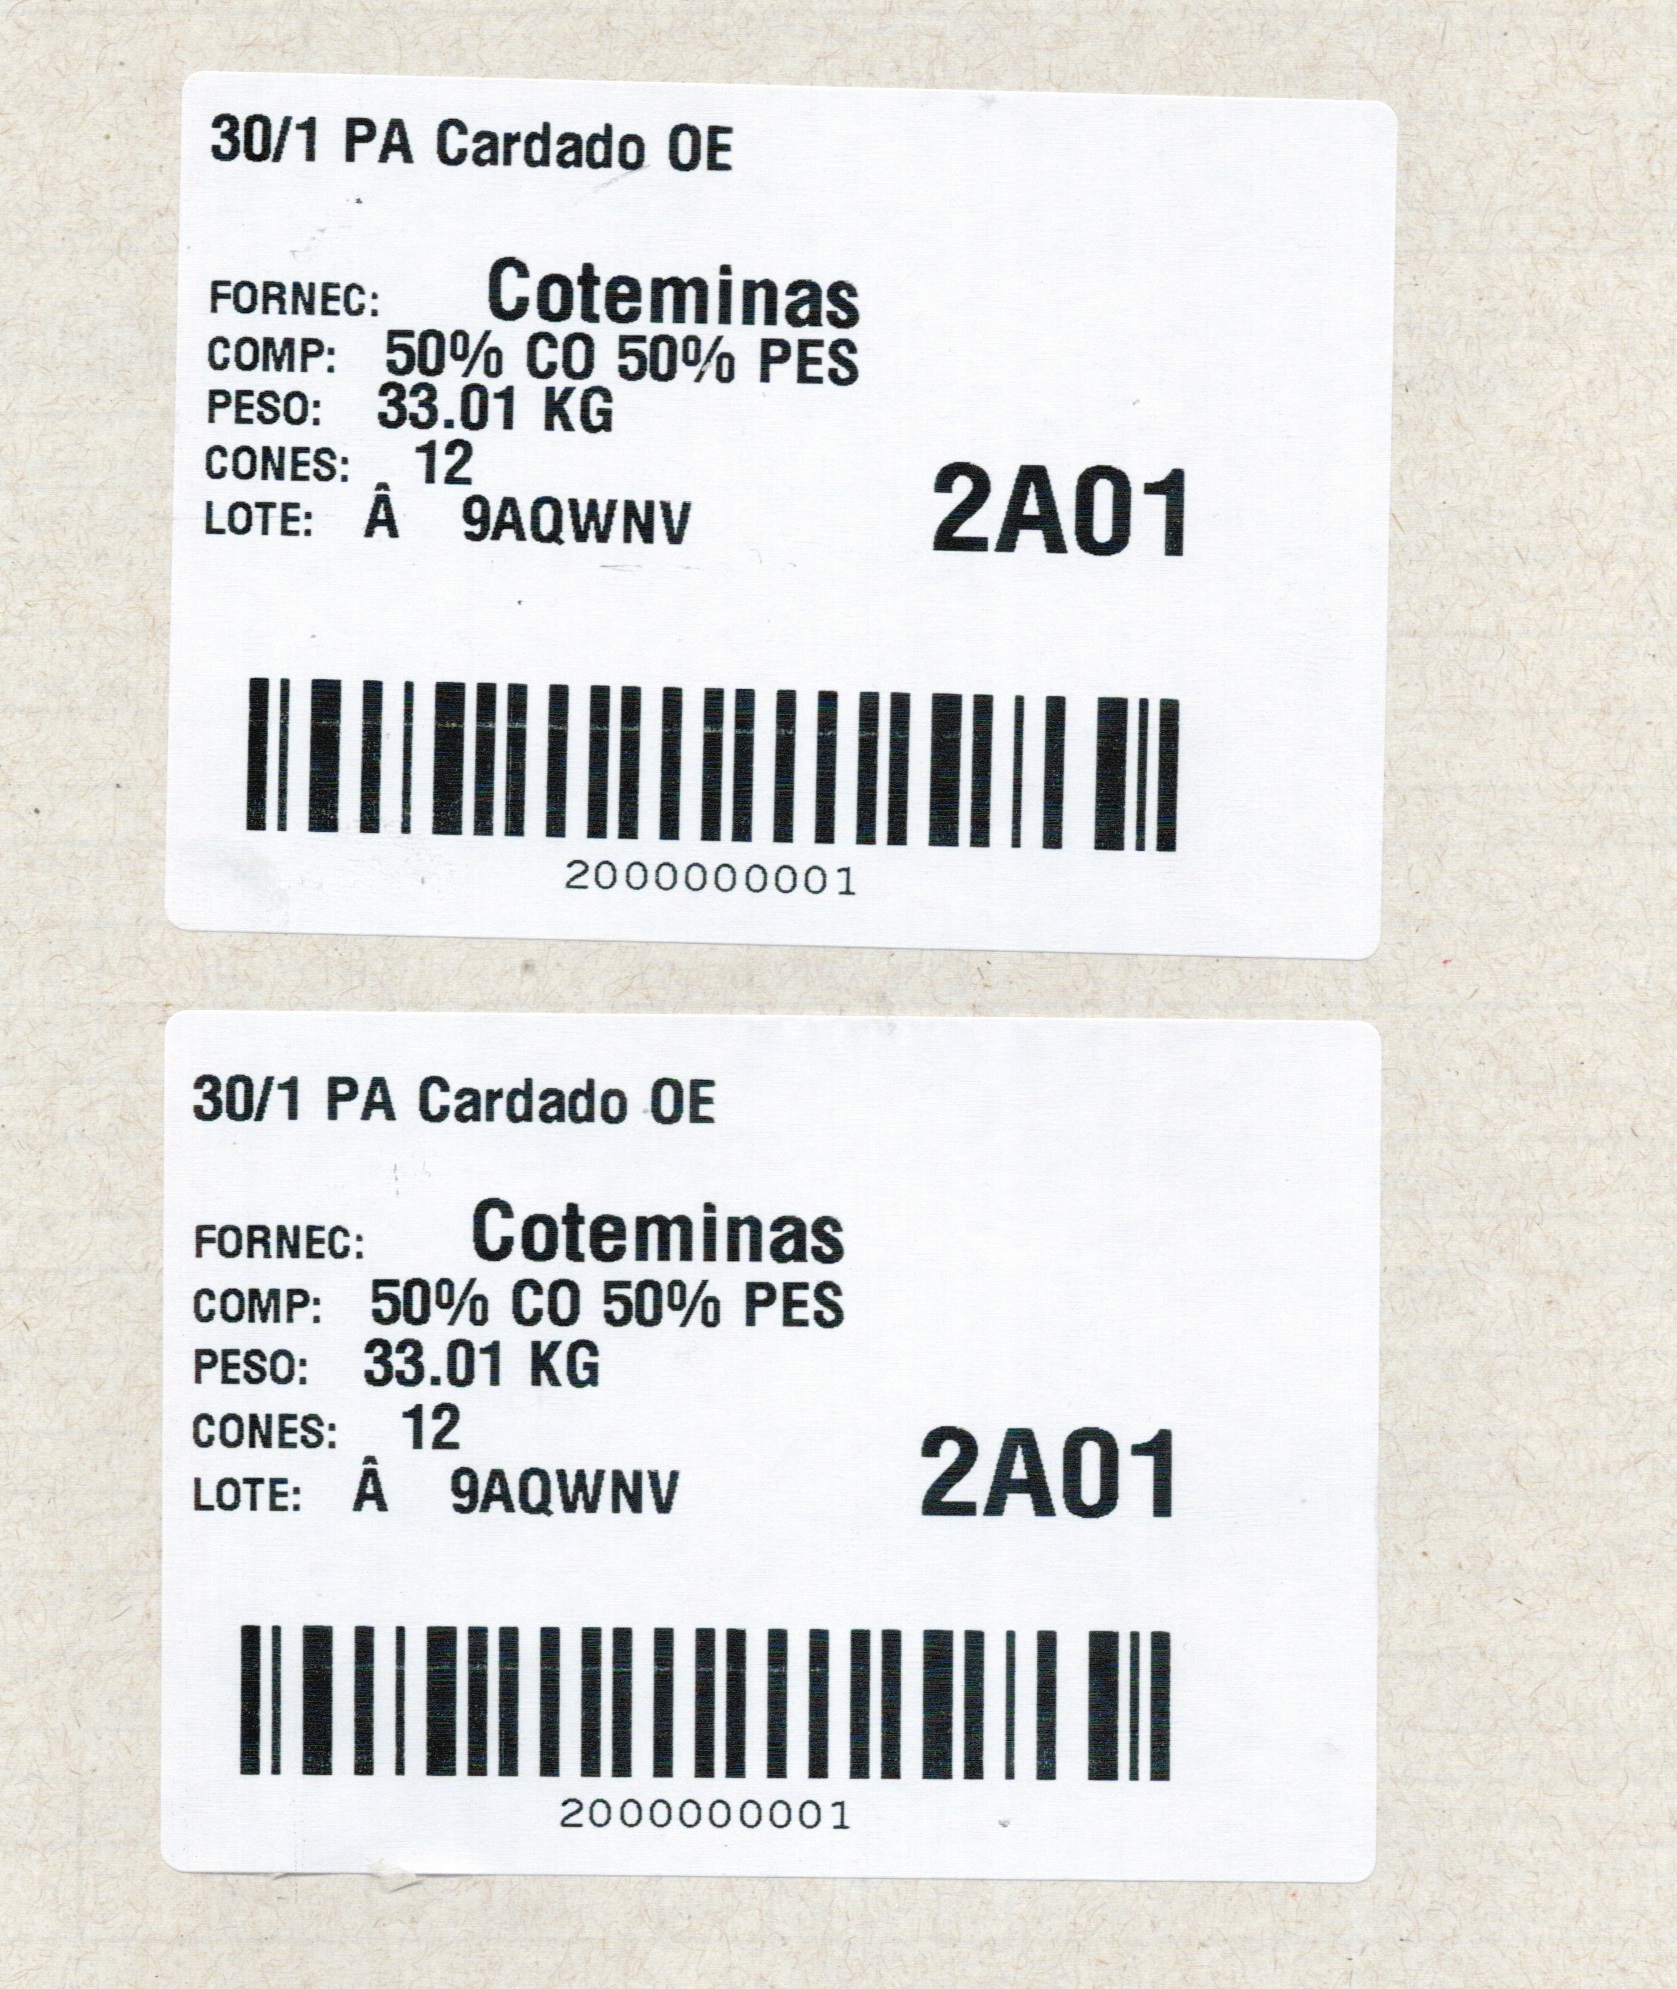 30/1 PA Cardado OE
FORNEC: Coteminas
COMP: 50% CO 50% PES
PESO: 33.01 KG
CONES: 12
LOTE: Â 9AQWNV
2A01
2000000001
30/1 PA Cardado OE
FORNEC: Coteminas
COMP: 50% CO 50% PES
PESO: 33.01 KG
CONES: 12
LOTE: Â 9AQWNV
2A01
2000000001